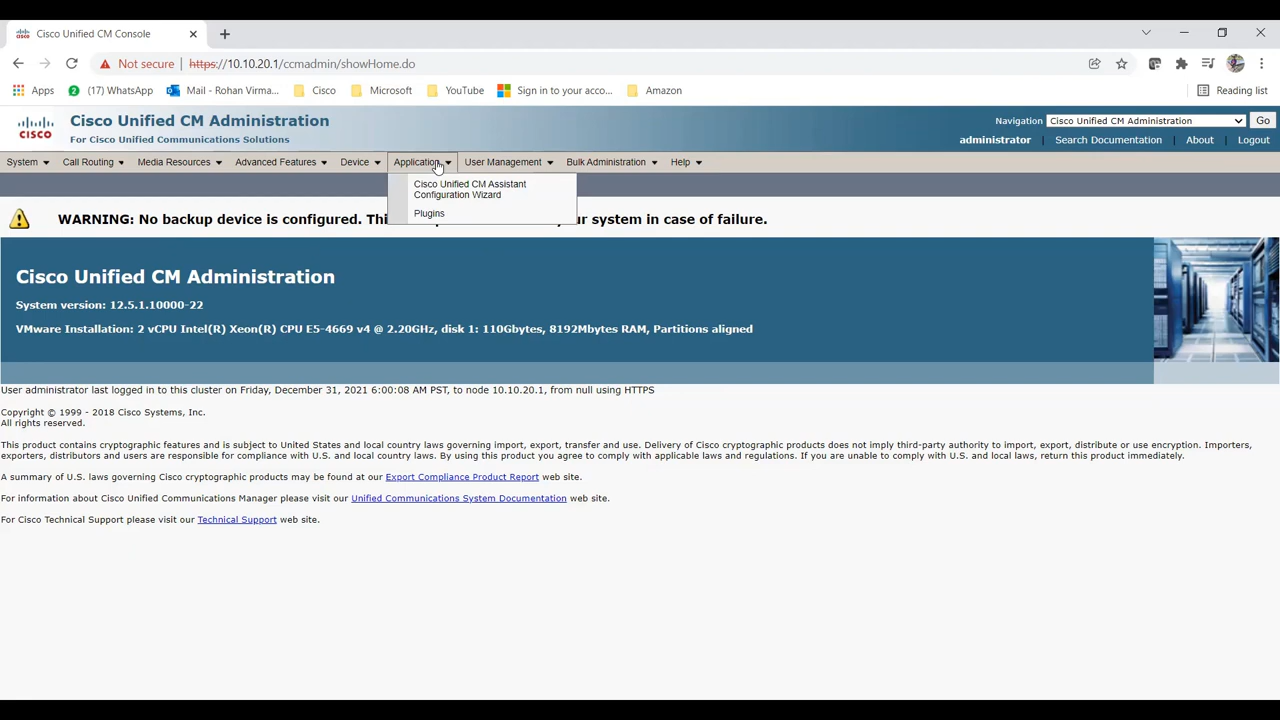 Cisco Unified CM Console
Not secure https://10.10.20.1/ccmadmin/showHome.do
Apps (17) WhatsApp Mail - Rohan Virma... Cisco Microsoft YouTube Sign in to your acco... Amazon Reading list
Cisco Unified CM Administration
For Cisco Unified Communications Solutions
CISCO
Navigation Cisco Unified CM Administration Go
administrator | Search Documentation | About | Logout
System Call Routing Media Resources Advanced Features Device Application User Management Bulk Administration Help
Cisco Unified CM Assistant
Configuration Wizard
Plugins
WARNING: No backup device is configured. Thi ur system in case of failure.
Cisco Unified CM Administration
System version: 12.5.1.10000-22
VMware Installation: 2 vCPU Intel(R) Xeon(R) CPU E5-4669 v4 @ 2.20GHz, disk 1: 110Gbytes, 8192Mbytes RAM, Partitions aligned
User administrator last logged in to this cluster on Friday, December 31, 2021 6:00:08 AM PST, to node 10.10.20.1, from null using HTTPS
Copyright © 1999 - 2018 Cisco Systems, Inc.
All rights reserved.
This product contains cryptographic features and is subject to United States and local country laws governing import, export, transfer and use. Delivery of Cisco cryptographic products does not imply third-party authority to import, export, distribute or use encryption. Importers,
exporters, distributors and users are responsible for compliance with U.S. and local country laws. By using this product you agree to comply with applicable laws and regulations. If you are unable to comply with U.S. and local laws, return this product immediately.
A summary of U.S. laws governing Cisco cryptographic products may be found at our Export Compliance Product Report web site.
For information about Cisco Unified Communications Manager please visit our Unified Communications System Documentation web site.
For Cisco Technical Support please visit our Technical Support web site.